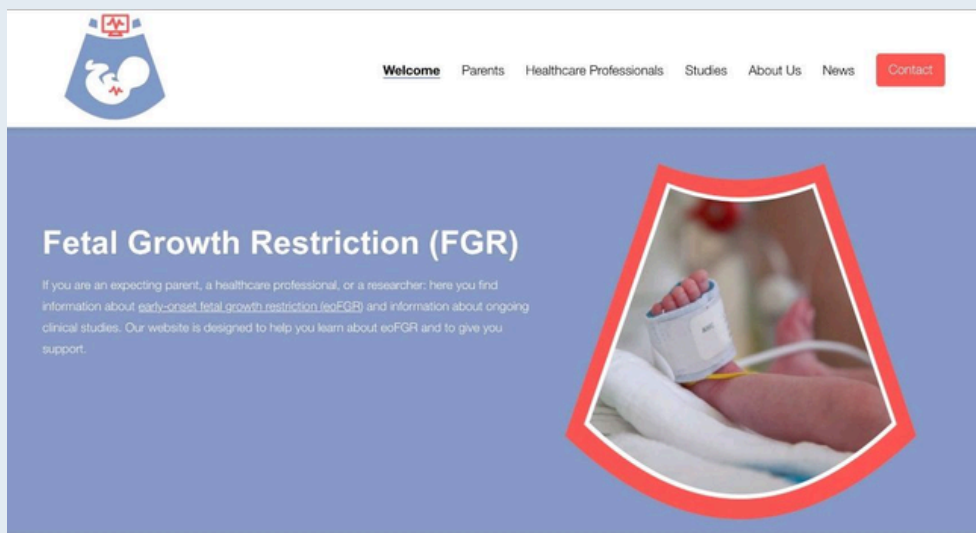 Welcome Parents Healthcare Professionals Studies About Us News Contact
Fetal Growth Restriction (FGR)
If you are an expecting parent, a healthcare professional, or a researcher: here you find
information about early-onset fetal growth restriction (eoFGR) and information about ongoing
clinical studies. Our website is designed to help you learn about eoFGR and to give you
support.